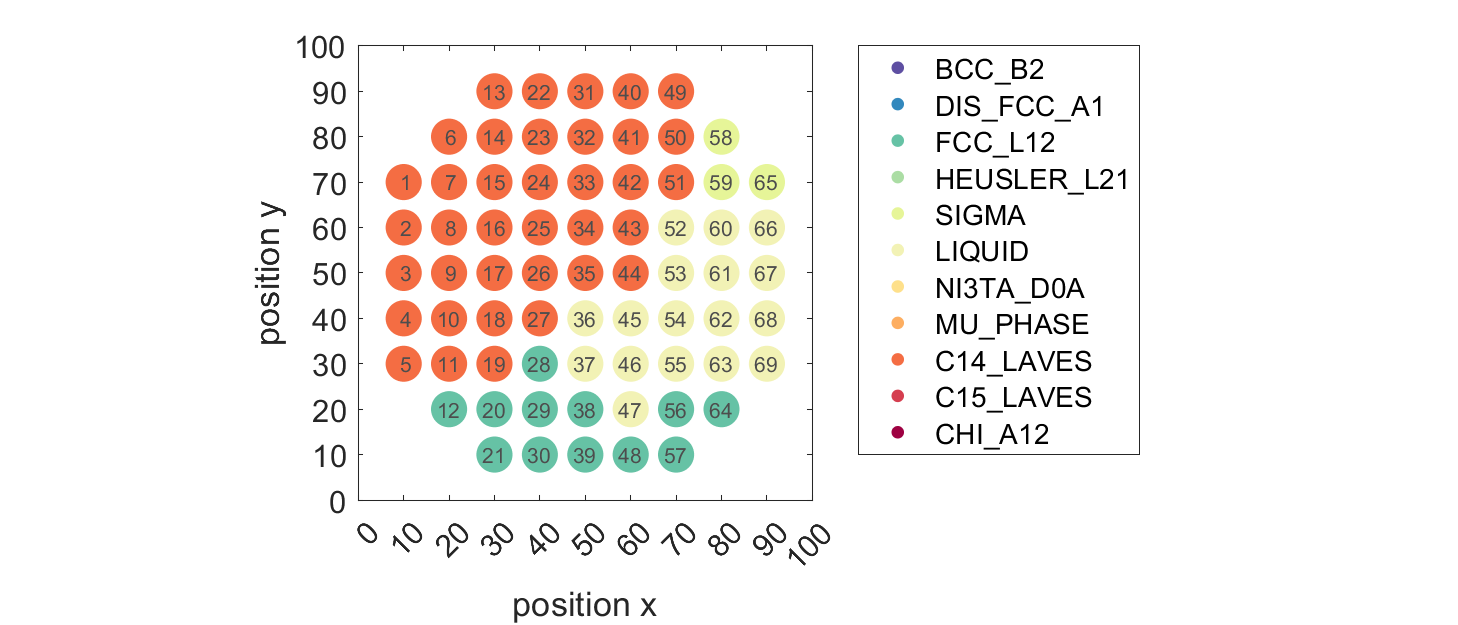 100
90
13 22 31 40 49
80
6 14 23 32 41 50 58
70
1 7 15 24 33 42 51 59 65
60
2 8 16 25 34 43 52 60 66
50
3 9 17 26 35 44 53 61 67
40
4 10 18 27 36 45 54 62 68
30
5 11 19 28 37 46 55 63 69
20
12 20 29 38 47 56 64
10
21 30 39 48 57
0
position y
0 10 20 30 40 50 60 70 80 90 100
position x
BCC_B2
DIS_FCC_A1
FCC_L12
HEUSLER_L21
SIGMA
LIQUID
NI3TA_D0A
MU_PHASE
C14_LAVES
C15_LAVES
CHI_A12